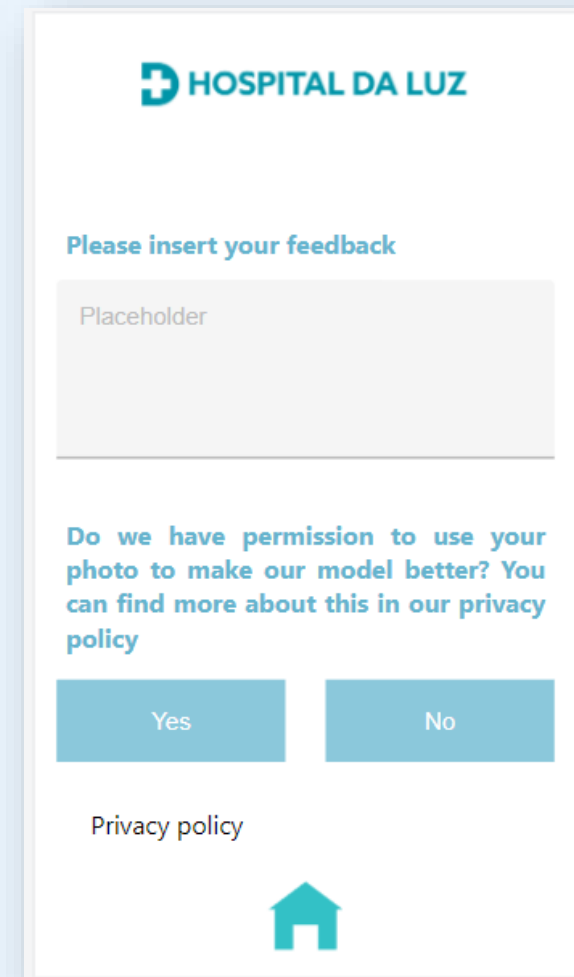 HOSPITAL DA LUZ
Please insert your feedback
Placeholder
Do we have permission to use your
photo to make our model better? You
can find more about this in our privacy
policy
Yes
No
Privacy policy